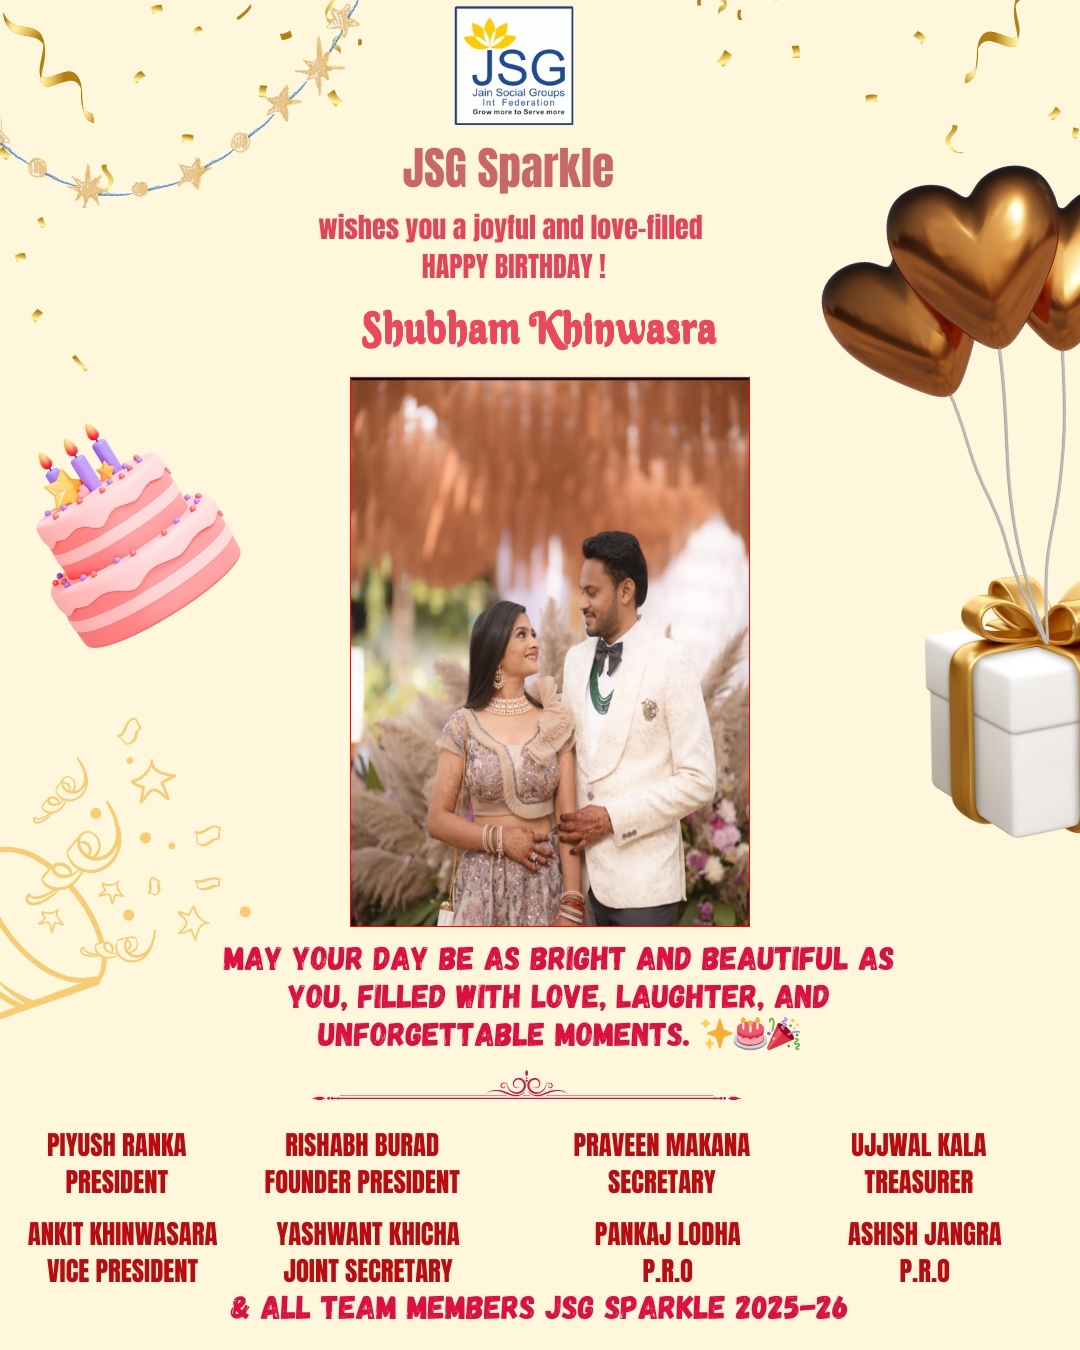 JSG
Jain Social Groups
Int Federation
Grow more to Serve more
JSG Sparkle
wishes you a joyful and love-filled
HAPPY BIRTHDAY !
Shubham Khinwasra
MAY YOUR DAY BE AS BRIGHT AND BEAUTIFUL AS
YOU, FILLED WITH LOVE, LAUGHTER, AND
UNFORGETTABLE MOMENTS. ✨🎂🎉
PIYUSH RANKA RISHABH BURAD PRAVEEN MAKANA UJJWAL KALA
PRESIDENT FOUNDER PRESIDENT SECRETARY TREASURER
ANKIT KHINWASARA YASHWANT KHICHA PANKAJ LODHA ASHISH JANGRA
VICE PRESIDENT JOINT SECRETARY P.R.O P.R.O
& ALL TEAM MEMBERS JSG SPARKLE 2025-26